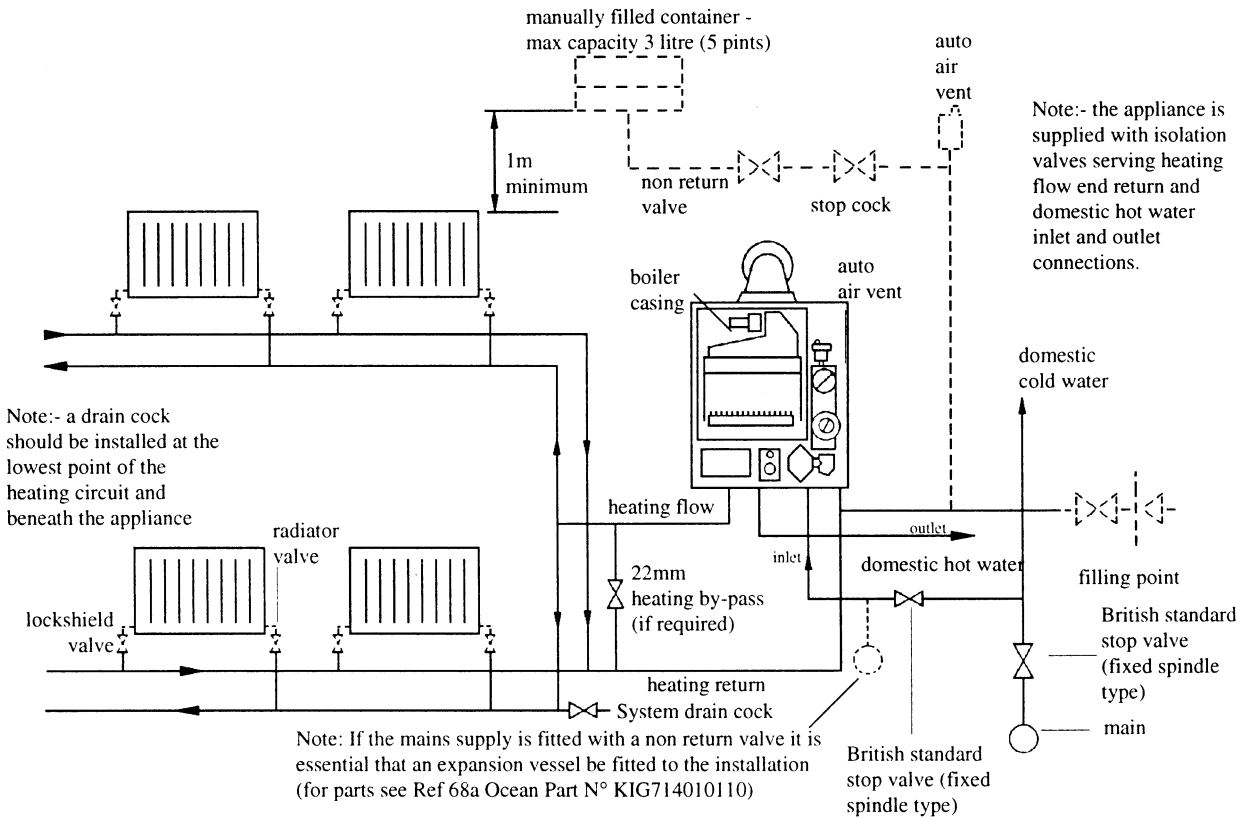 manually filled container -
max capacity 3 litre (5 pints)
auto
air
vent
Note:- the appliance is
supplied with isolation
valves serving heating
flow end return and
domestic hot water
inlet and outlet
connections.
1m
minimum
non return
valve
stop cock
boiler
casing
auto
air vent
domestic
cold water
Note:- a drain cock
should be installed at the
lowest point of the
heating circuit and
beneath the appliance
heating flow
outlet
radiator
valve
inlet
domestic hot water
22mm
heating by-pass
(if required)
filling point
lockshield
valve
British standard
stop valve
(fixed spindle
type)
heating return
System drain cock
main
Note: If the mains supply is fitted with a non return valve it is
essential that an expansion vessel be fitted to the installation
(for parts see Ref 68a Ocean Part N° KIG714010110)
British standard
stop valve (fixed
spindle type)